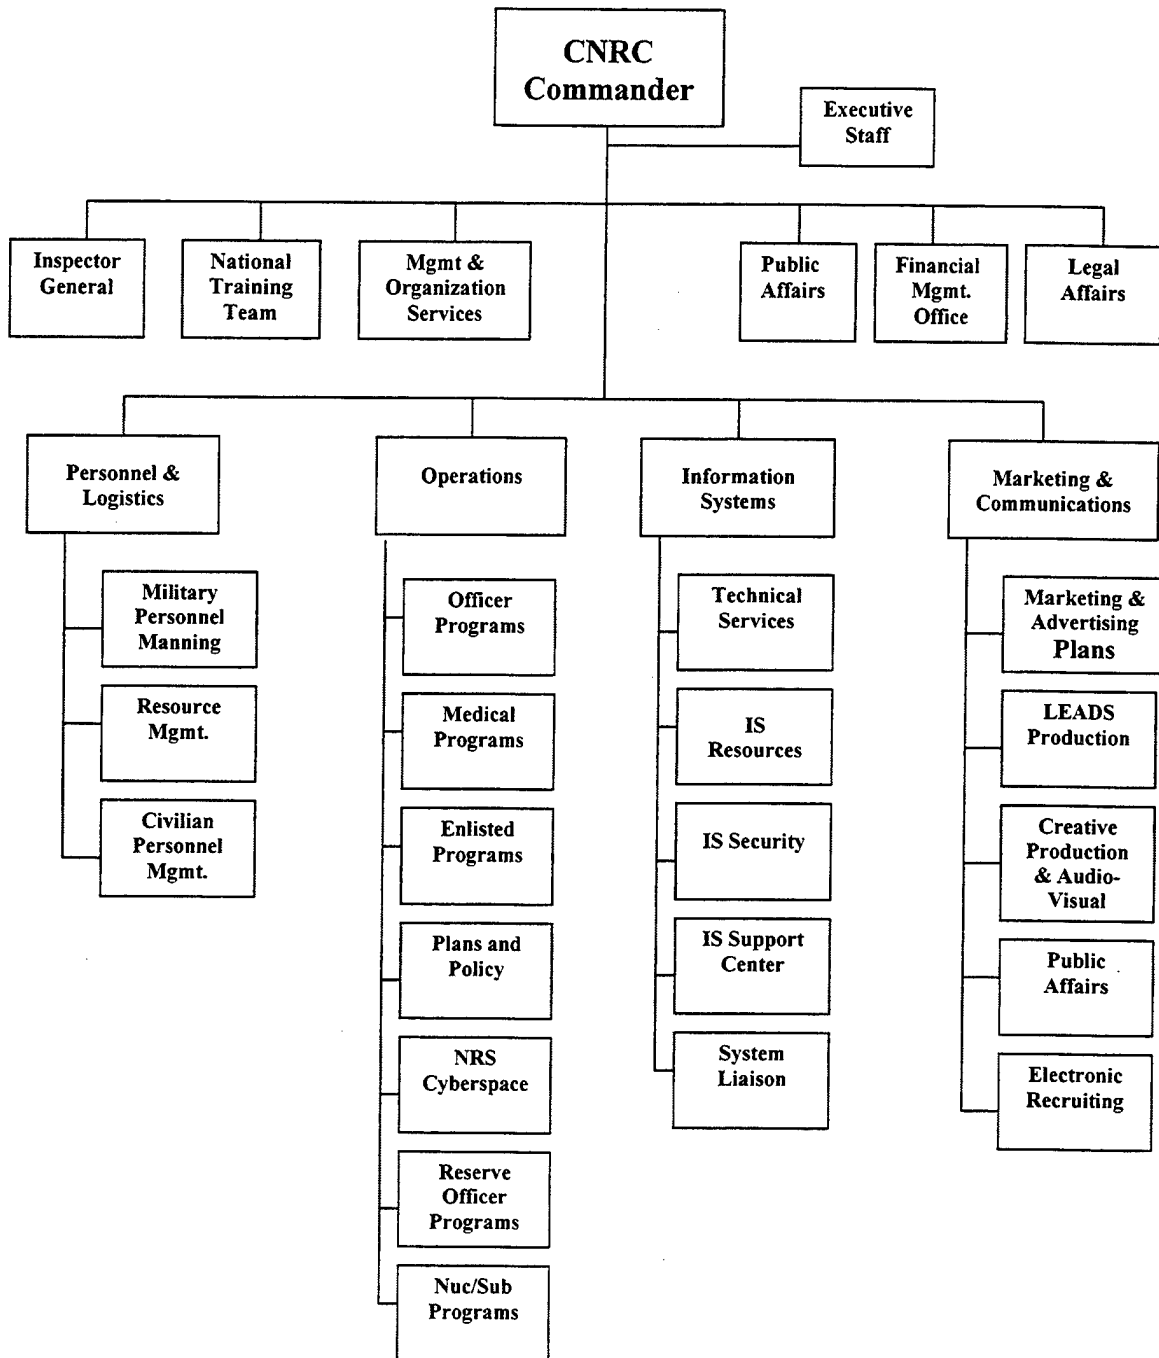 CNRC
Commander
Executive
Staff
Inspector
General
National
Training
Team
Mgmt &
Organization
Services
Public
Affairs
Financial
Mgmt.
Office
Legal
Affairs
Personnel &
Logistics
Military
Personnel
Manning
Resource
Mgmt.
Civilian
Personnel
Mgmt.
Operations
Officer
Programs
Medical
Programs
Enlisted
Programs
Plans and
Policy
NRS
Cyberspace
Reserve
Officer
Programs
Nuc/Sub
Programs
Information
Systems
Technical
Services
IS
Resources
IS Security
IS Support
Center
System
Liaison
Marketing &
Communications
Marketing &
Advertising
Plans
LEADS
Production
Creative
Production
& Audio-
Visual
Public
Affairs
Electronic
Recruiting